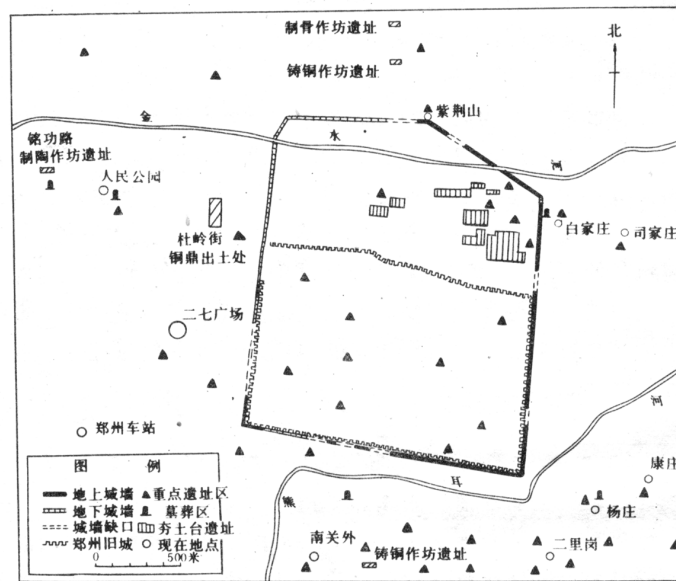 制骨作坊遗址
北
铸铜作坊遗址
紫荆山
金
水
河
铭功路
制陶作坊遗址
人民公园
白家庄
司家庄
杜岭街
铜鼎出土处
二七广场
郑州车站
河
康庄
图 例
地上城墙 重点遗址区
地下城墙 墓葬区
城墙缺口 夯土台遗址
郑州旧城 现在地点
0 500米
耳
熊
杨庄
南关外
铸铜作坊遗址
二里岗